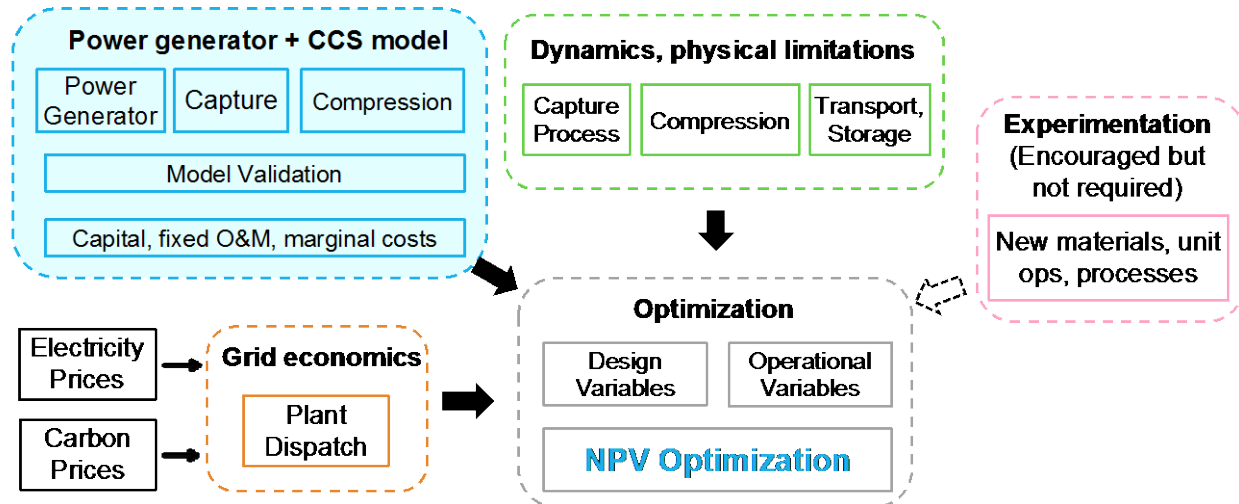 Power generator + CCS model
Power
Generator
Capture
Compression
Model Validation
Capital, fixed O&M, marginal costs
Dynamics, physical limitations
Capture
Process
Compression
Transport,
Storage
Experimentation
(Encouraged but
not required)
New materials, unit
ops, processes
Electricity
Prices
Carbon
Prices
Grid economics
Plant
Dispatch
Optimization
Design
Variables
Operational
Variables
NPV Optimization